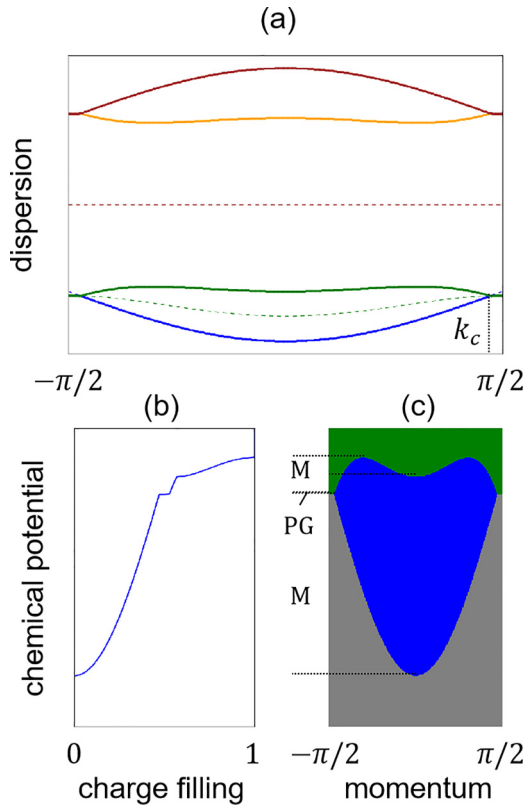 (a)
dispersion
k_c
−π/2
π/2
(b)
(c)
chemical potential
M
PG
M
0
1
−π/2
π/2
charge filling
momentum